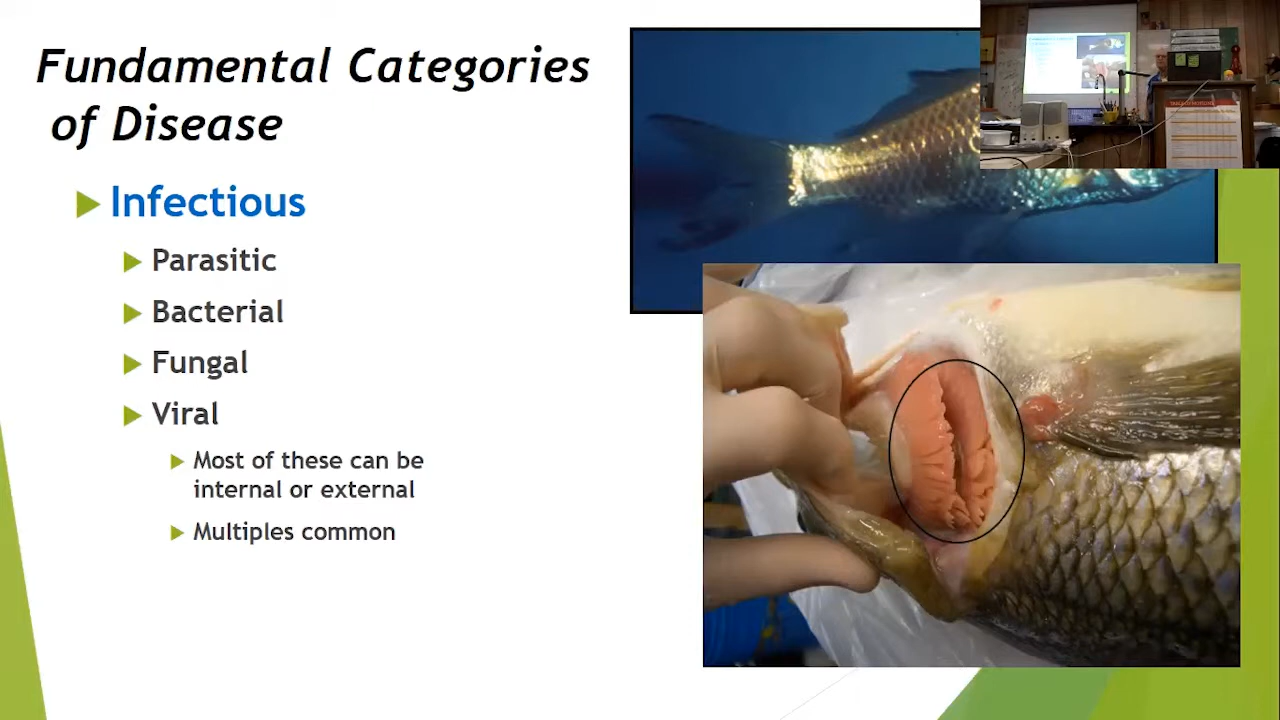 Fundamental Categories
of Disease
Infectious
Parasitic
Bacterial
Fungal
Viral
Most of these can be
internal or external
Multiples common